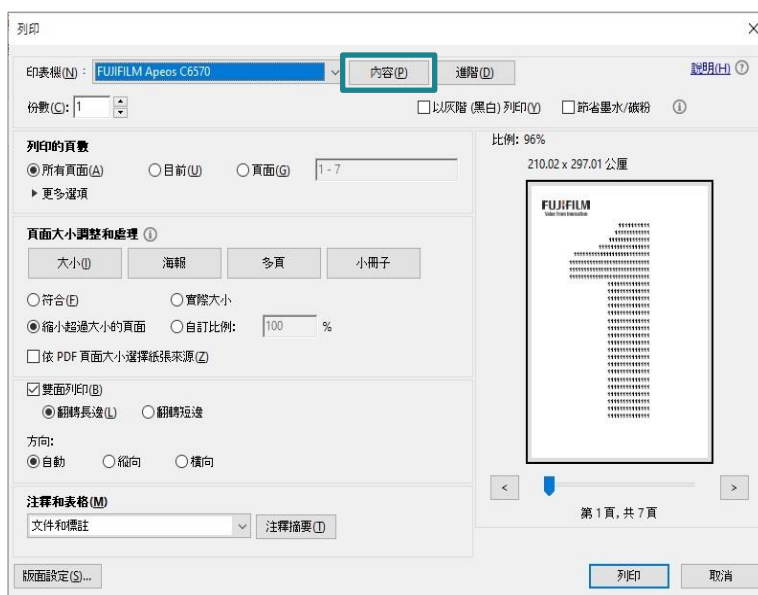 列印
印表機(N)： FUJIFILM Apeos C6570 內容(P) 進階(D) 說明(H) ?
份數(C): 1 以灰階 (黑白) 列印(Y) 節省墨水/碳粉 i
列印的頁數
所有頁面(A) 目前(U) 頁面(G) 1 - 7
更多選項
頁面大小調整和處理 i
大小(I) 海報 多頁 小冊子
符合(F) 實際大小
縮小超過大小的頁面 自訂比例: 100 %
依 PDF 頁面大小選擇紙張來源(Z)
雙面列印(B)
翻轉長邊(L) 翻轉短邊
方向:
自動 縱向 橫向
注釋和表格(M)
文件和標註 注釋摘要(T)
比例: 96%
210.02 x 297.01 公厘
FUJIFILM
Value from Innovation
< >
第 1 頁, 共 7 頁
版面設定(S)... 列印 取消